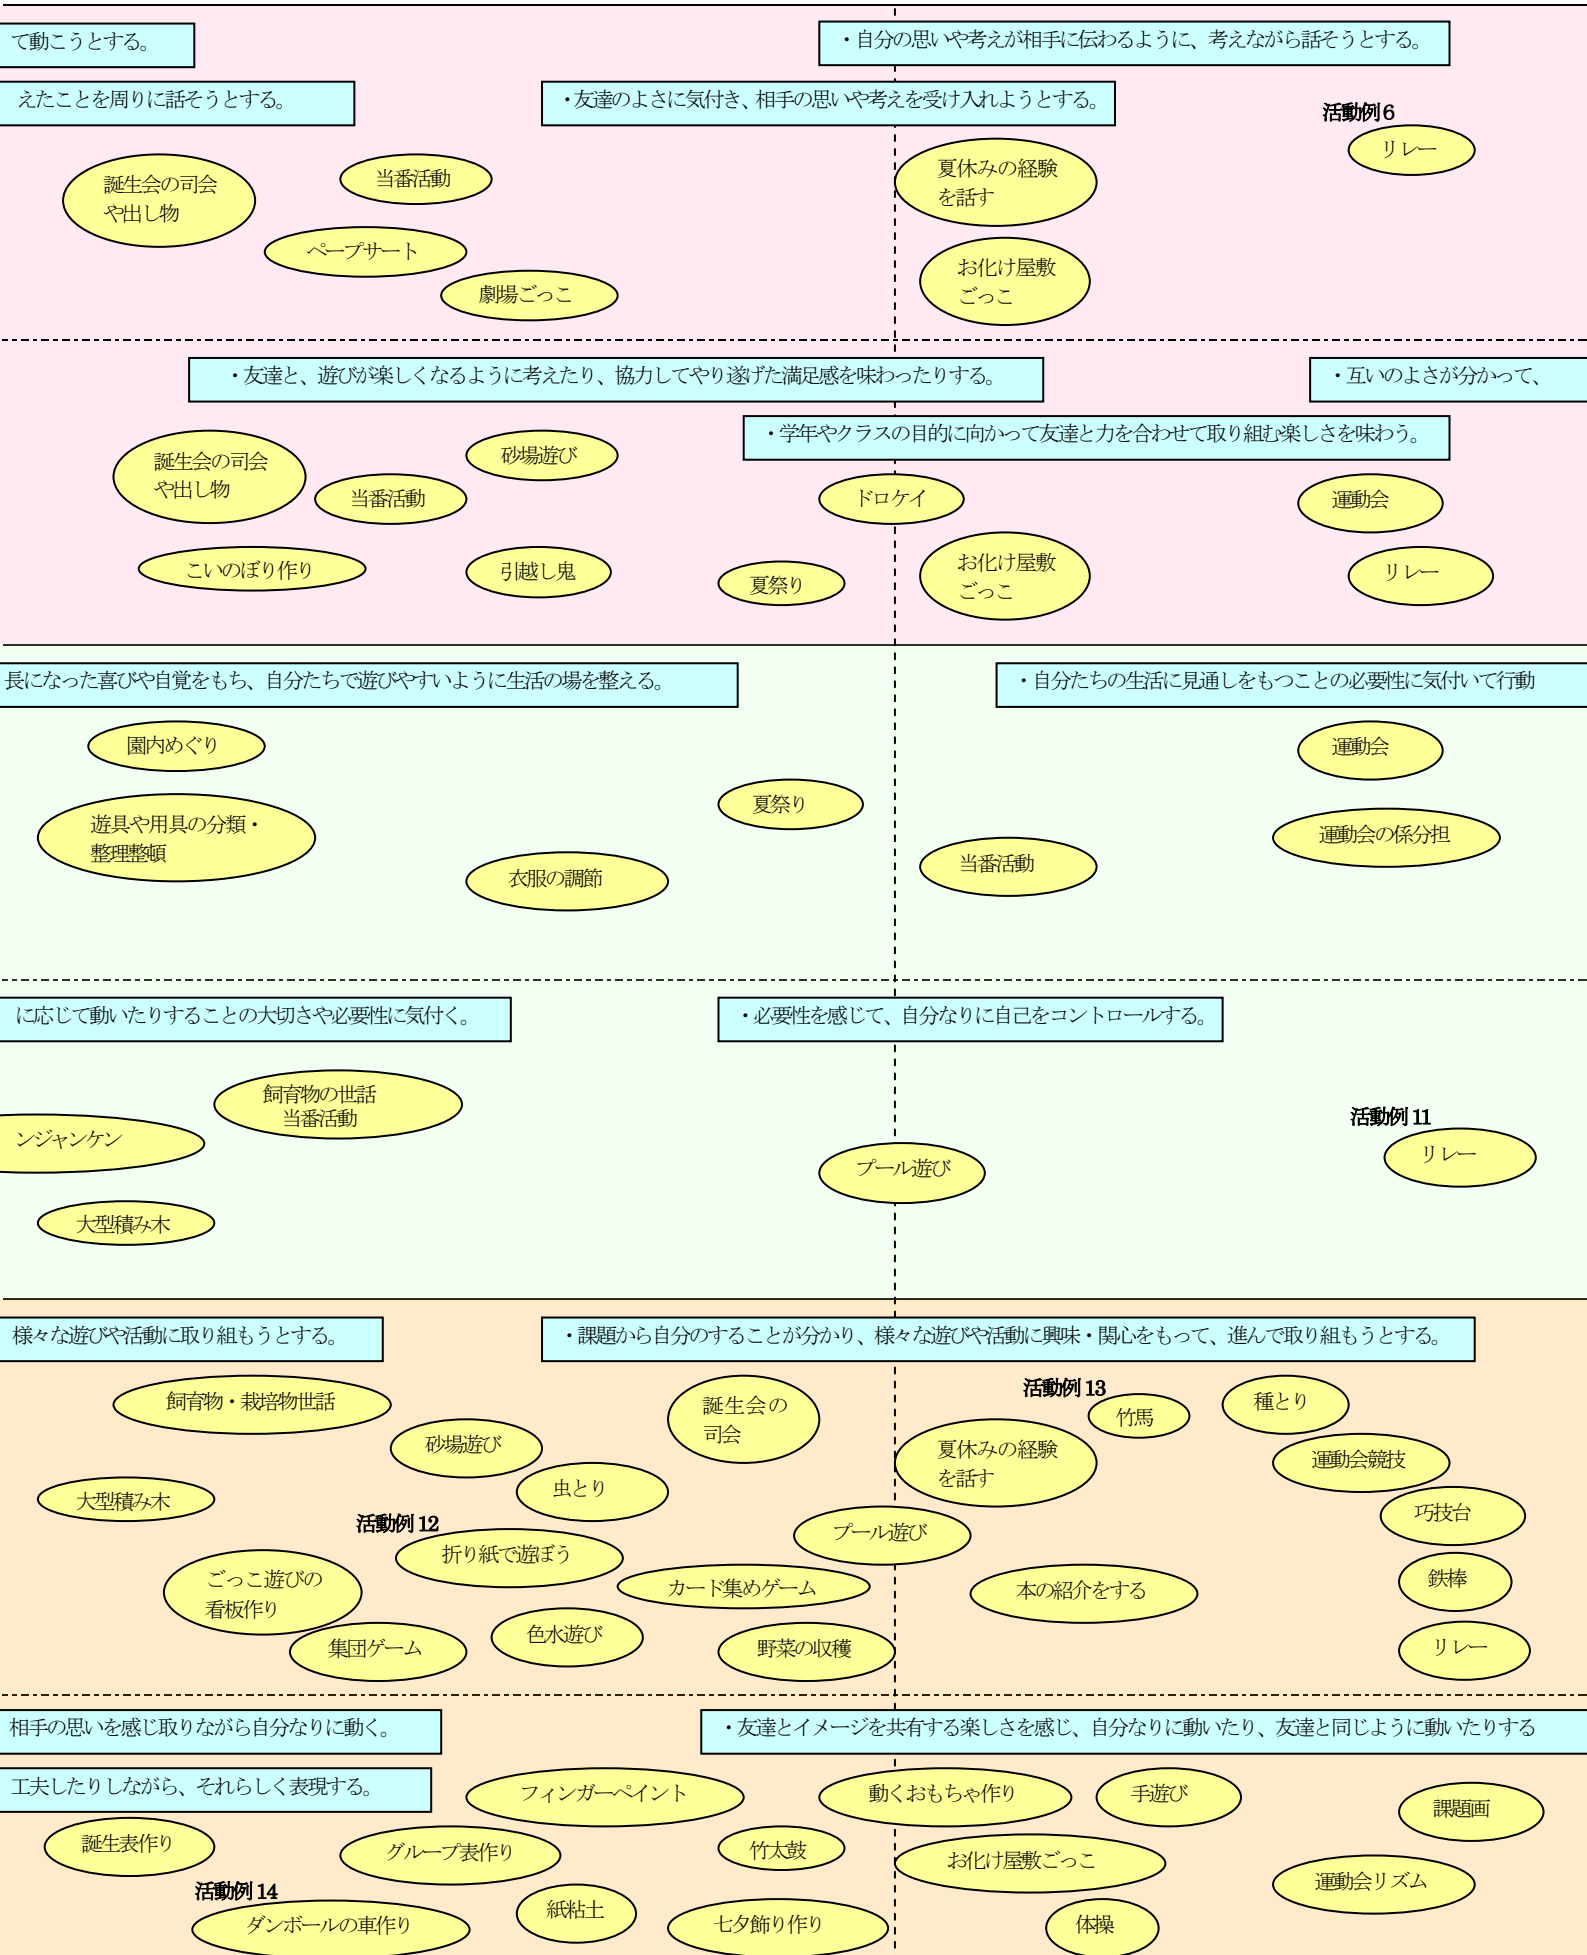 て動こうとする。
・自分の思いや考えが相手に伝わるように、考えながら話そうとする。
えたことを周りに話そうとする。
・友達のよさに気付き、相手の思いや考えを受け入れようとする。
活動例6
リレー
誕生会の司会
や出し物
当番活動
夏休みの経験
を話す
ペープサート
劇場ごっこ
お化け屋敷
ごっこ
・友達と、遊びが楽しくなるように考えたり、協力してやり遂げた満足感を味わったりする。
・互いのよさが分かって、
・学年やクラスの目的に向かって友達と力を合わせて取り組む楽しさを味わう。
誕生会の司会
や出し物
砂場遊び
当番活動
ドロケイ
運動会
こいのぼり作り
引越し鬼
夏祭り
お化け屋敷
ごっこ
リレー
長になった喜びや自覚をもち、自分たちで遊びやすいように生活の場を整える。
・自分たちの生活に見通しをもつことの必要性に気付いて行動
園内めぐり
運動会
夏祭り
遊具や用具の分類・
整理整頓
運動会の係分担
衣服の調節
当番活動
に応じて動いたりすることの大切さや必要性に気付く。
・必要性を感じて、自分なりに自己をコントロールする。
飼育物の世話
当番活動
ンジャンケン
活動例11
リレー
プール遊び
大型積み木
様々な遊びや活動に取り組もうとする。
・課題から自分のすることが分かり、様々な遊びや活動に興味・関心をもって、進んで取り組もうとする。
飼育物・栽培物世話
誕生会の
司会
活動例13
竹馬
種とり
砂場遊び
夏休みの経験
を話す
運動会競技
大型積み木
虫とり
巧技台
活動例12
折り紙で遊ぼう
プール遊び
ごっこ遊びの
看板作り
カード集めゲーム
本の紹介をする
鉄棒
集団ゲーム
色水遊び
野菜の収穫
リレー
相手の思いを感じ取りながら自分なりに動く。
・友達とイメージを共有する楽しさを感じ、自分なりに動いたり、友達と同じように動いたりする
工夫したりしながら、それらしく表現する。
フィンガーペイント
動くおもちゃ作り
手遊び
課題画
誕生表作り
グループ表作り
竹太鼓
お化け屋敷ごっこ
運動会リズム
活動例14
ダンボールの車作り
紙粘土
七夕飾り作り
体操